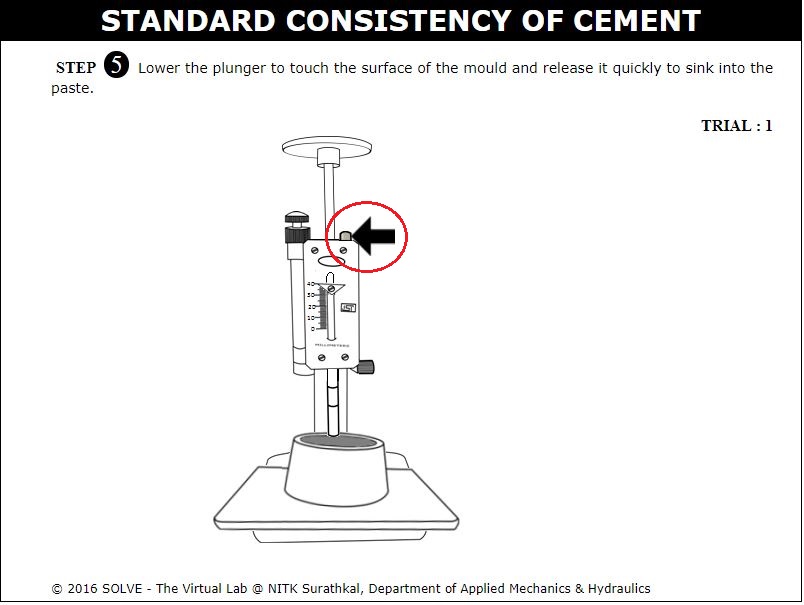 STANDARD CONSISTENCY OF CEMENT
STEP 5 Lower the plunger to touch the surface of the mould and release it quickly to sink into the
paste.
TRIAL : 1
40
30
20
10
0
MILLIMETERS
© 2016 SOLVE - The Virtual Lab @ NITK Surathkal, Department of Applied Mechanics & Hydraulics